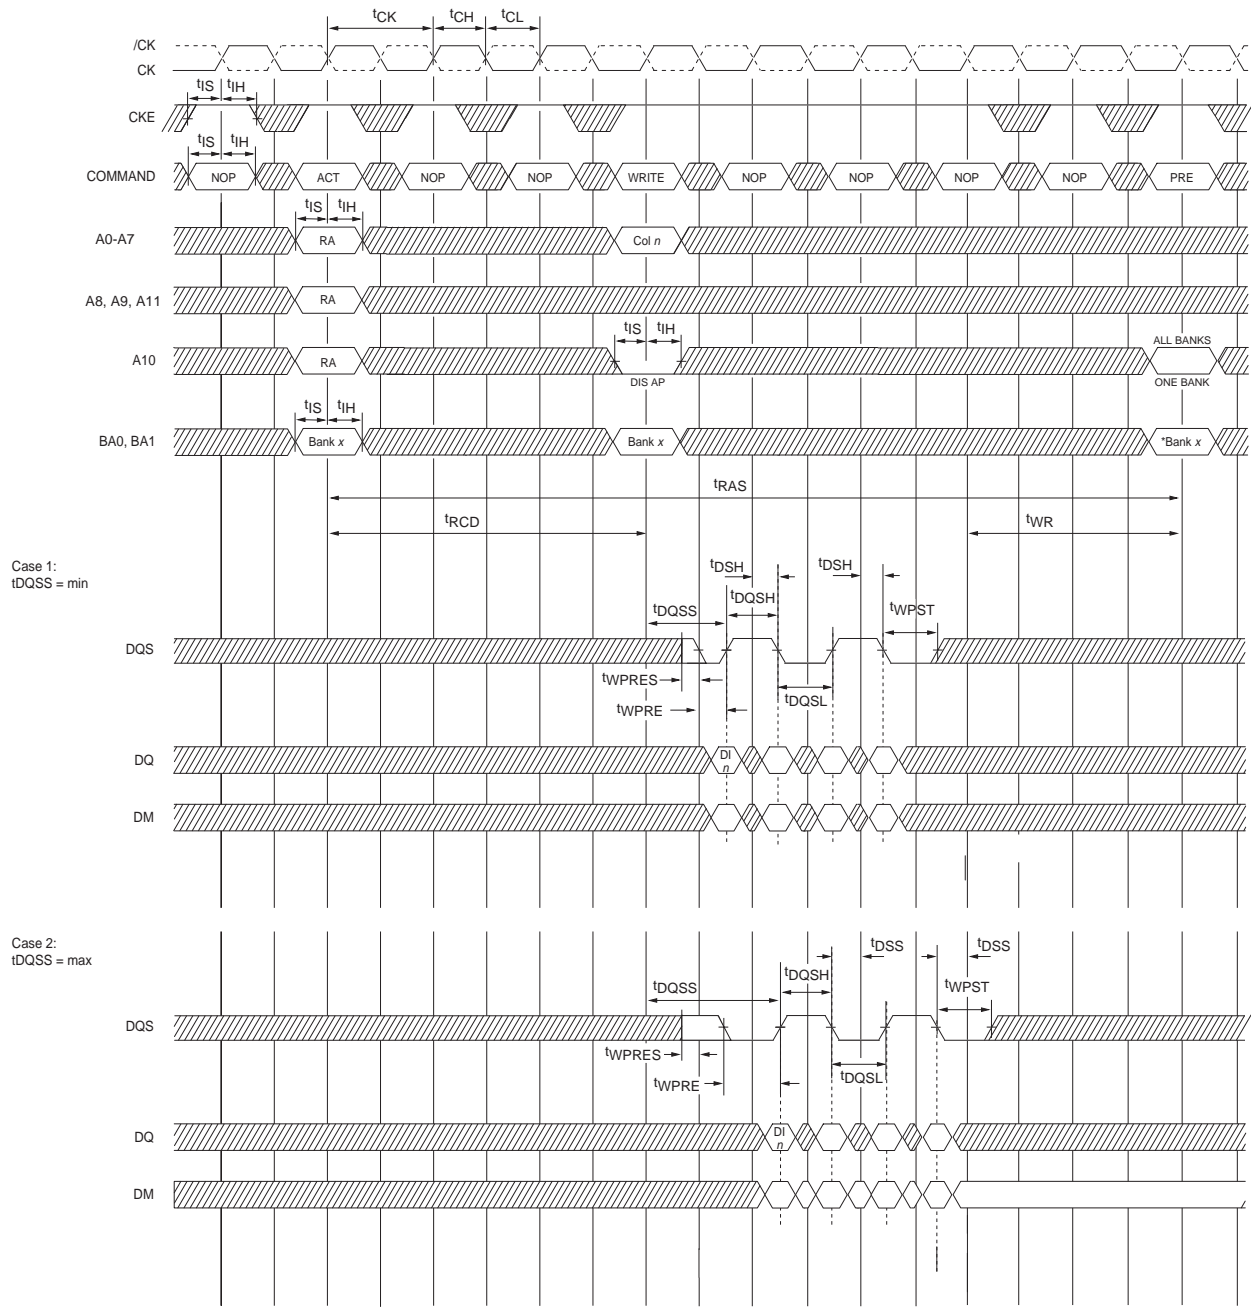 tCK tCH tCL
/CK
CK
tIS tIH
CKE
tIS tIH
COMMAND NOP ACT NOP NOP WRITE NOP NOP NOP NOP PRE
tIS tIH
A0-A7 RA Col n
A8, A9, A11 RA
tIS tIH ALL BANKS
A10 RA
DIS AP ONE BANK
tIS tIH
BA0, BA1 Bank x Bank x *Bank x
tRAS
tRCD tWR
Case 1:
tDQSS = min
tDSH tDSH
tDQSH
tDQSS tWPST
DQS
tWPRES
tDQSL
tWPRE
DQ DI n
DM
Case 2:
tDQSS = max
tDSS tDSS
tDQSH
tDQSS tWPST
DQS
tWPRES
tDQSL
tWPRE
DQ DI n
DM